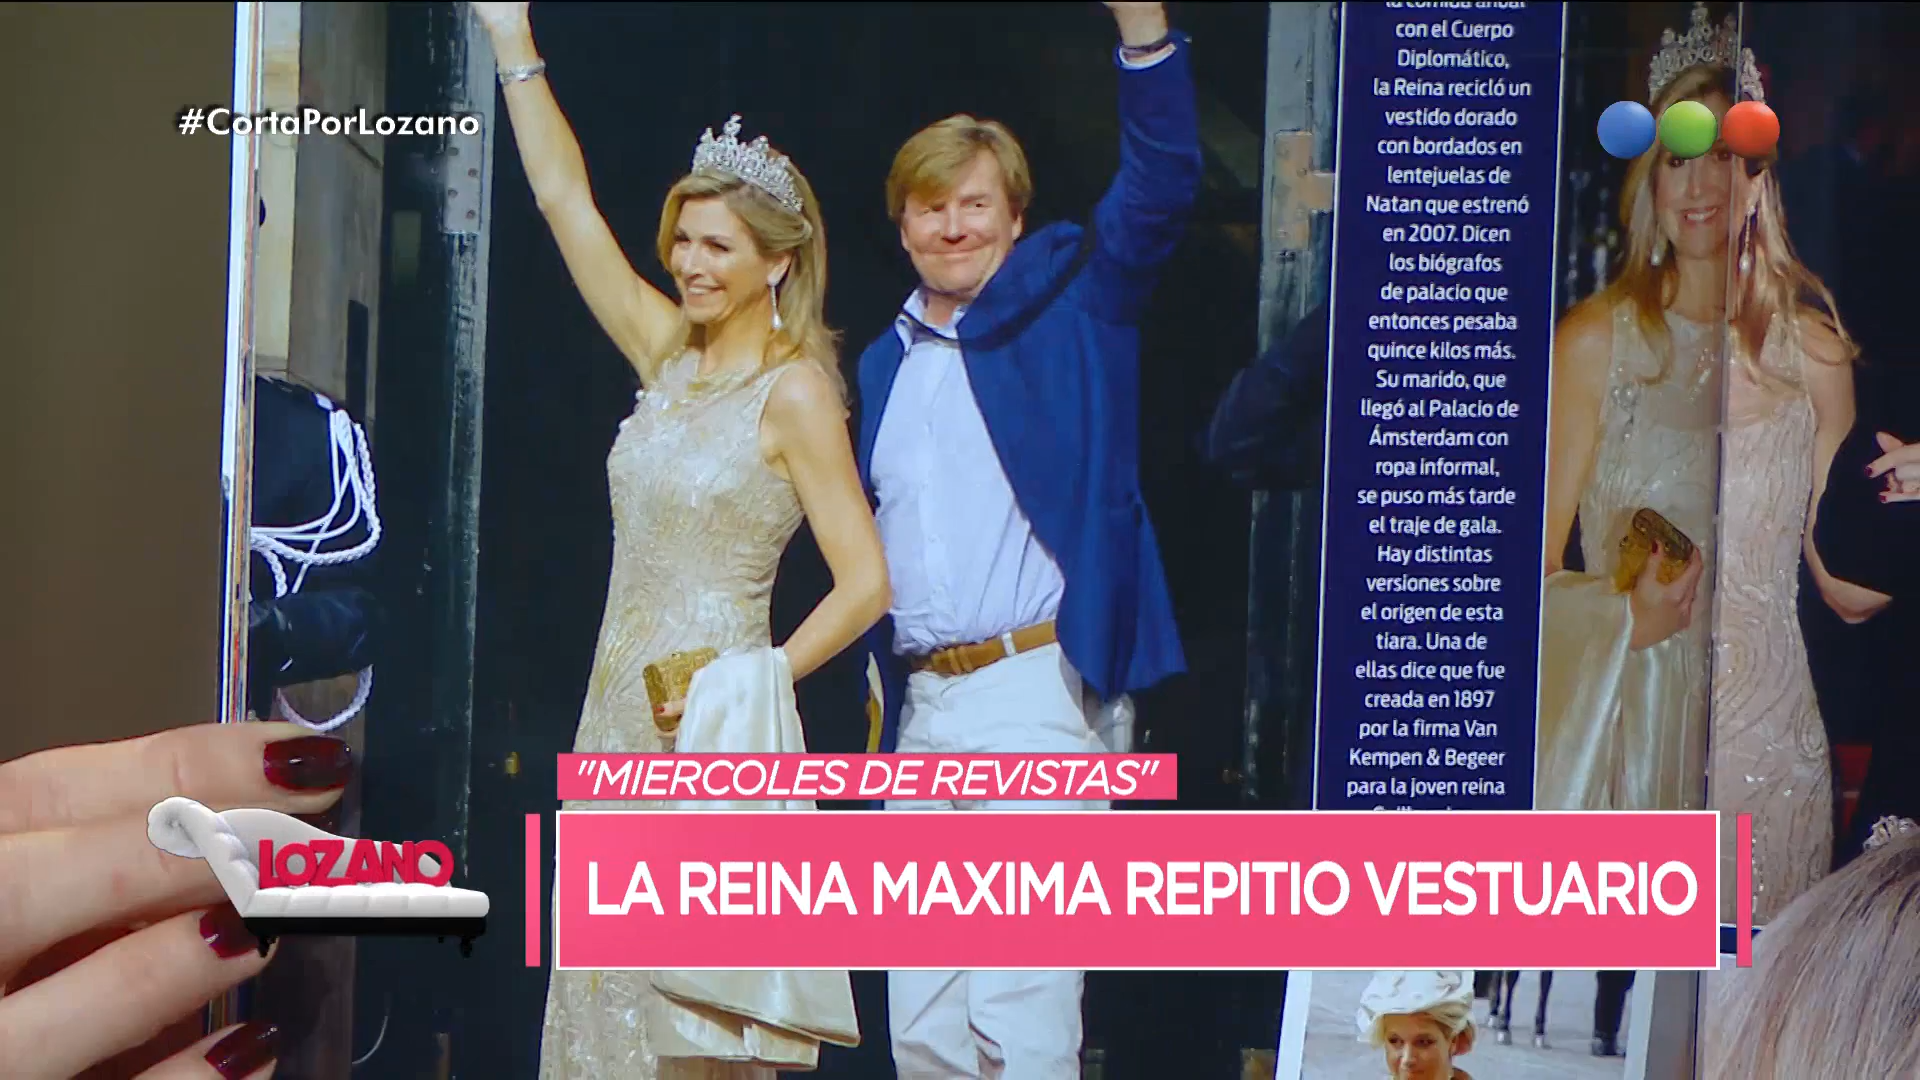 #CortaPorLozano
la comida anual
con el Cuerpo
Diplomático,
la Reina recicló un
vestido dorado
con bordados en
lentejuelas de
Natan que estrenó
en 2007. Dicen
los biógrafos
de palacio que
entonces pesaba
quince kilos más.
Su marido, que
llegó al Palacio de
Ámsterdam con
ropa informal,
se puso más tarde
el traje de gala.
Hay distintas
versiones sobre
el origen de esta
tiara. Una de
ellas dice que fue
creada en 1897
por la firma Van
Kempen & Begeer
para la joven reina
"MIERCOLES DE REVISTAS"
LOZANO
LA REINA MAXIMA REPITIO VESTUARIO